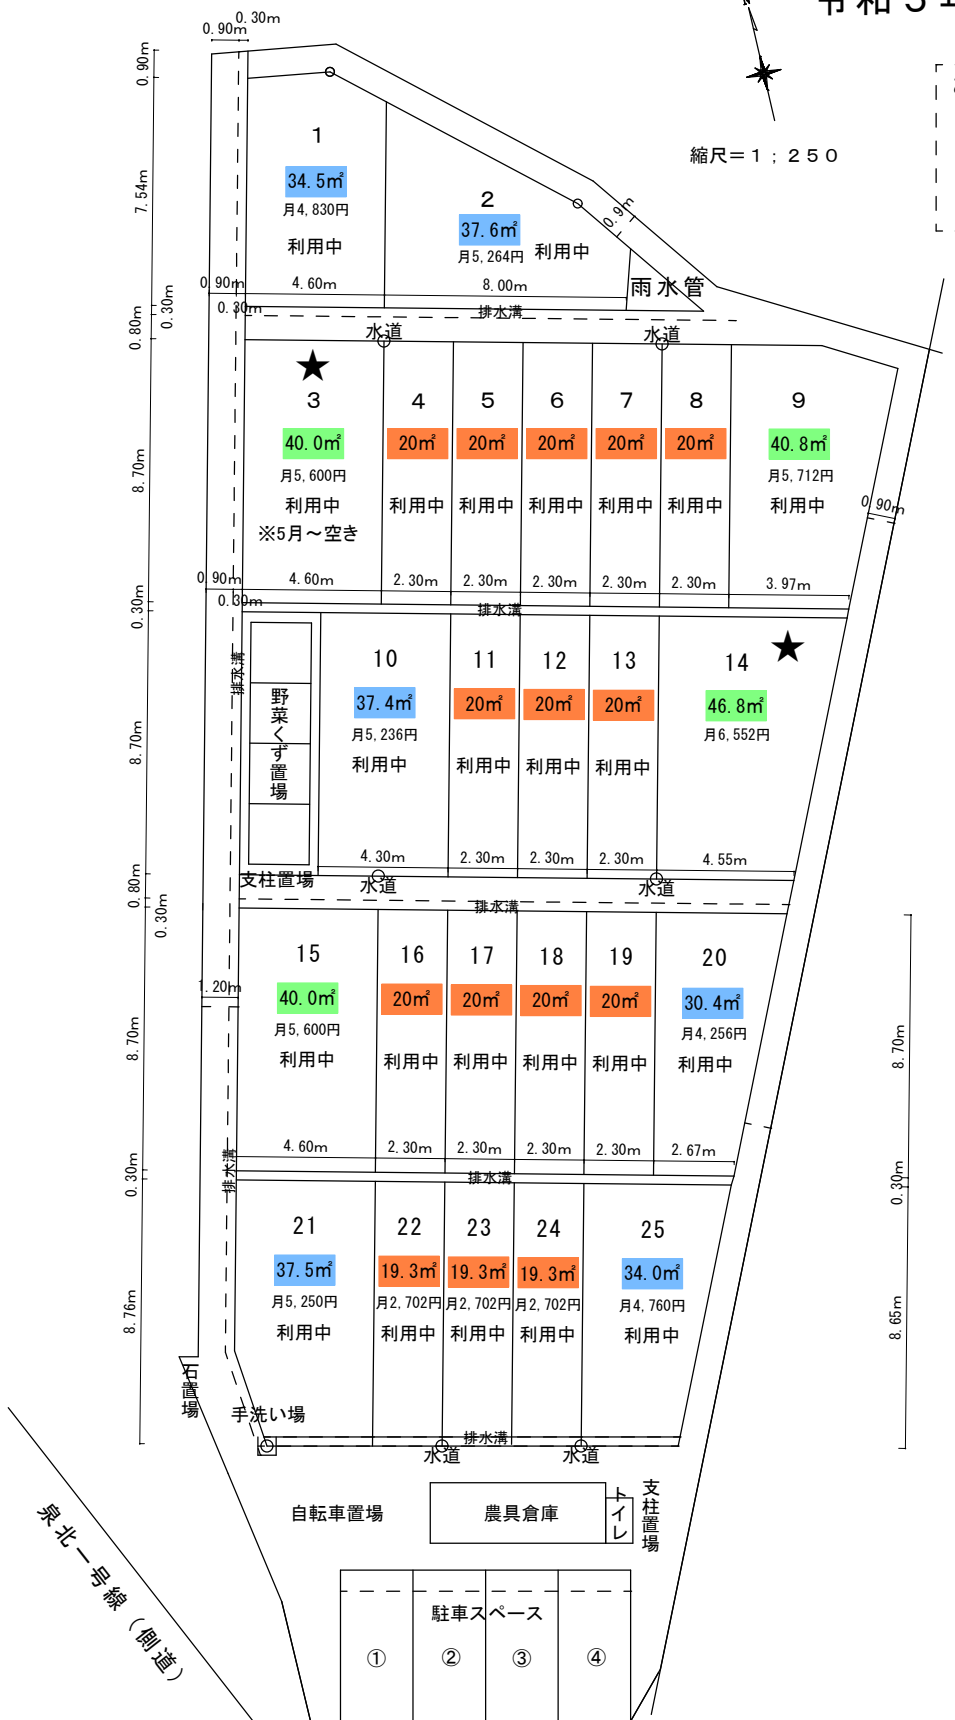 令和5
縮尺=1;250
0.90m
0.30m
0.90m
7.54m
0.30m
0.80m
8.70m
0.30m
8.70m
0.80m
0.30m
8.70m
0.30m
8.76m
1
34.5㎡
月4,830円
利用中
2
37.6㎡
月5,264円
利用中
0.9m
雨水管
0.90m
4.60m
8.00m
0.30m
排水溝
水道
水道
★
3
40.0㎡
月5,600円
利用中
※5月～空き
4
20㎡
利用中
5
20㎡
利用中
6
20㎡
利用中
7
20㎡
利用中
8
20㎡
利用中
9
40.8㎡
月5,712円
利用中
0.90m
0.90m
4.60m
2.30m
2.30m
2.30m
2.30m
2.30m
3.97m
0.30m
排水溝
排水溝
野菜くず置場
10
37.4㎡
月5,236円
利用中
11
20㎡
利用中
12
20㎡
利用中
13
20㎡
利用中
14
★
46.8㎡
月6,552円
4.30m
2.30m
2.30m
2.30m
4.55m
支柱置場
水道
水道
排水溝
1.20m
15
40.0㎡
月5,600円
利用中
16
20㎡
利用中
17
20㎡
利用中
18
20㎡
利用中
19
20㎡
利用中
20
30.4㎡
月4,256円
利用中
4.60m
2.30m
2.30m
2.30m
2.30m
2.67m
排水溝
排水溝
21
37.5㎡
月5,250円
利用中
22
19.3㎡
月2,702円
利用中
23
19.3㎡
月2,702円
利用中
24
19.3㎡
月2,702円
利用中
25
34.0㎡
月4,760円
利用中
8.70m
0.30m
8.65m
石置場
手洗い場
排水溝
水道
水道
自転車置場
農具倉庫
トイレ
支柱置場
泉北一号線(側道)
駐車スペース
①
②
③
④